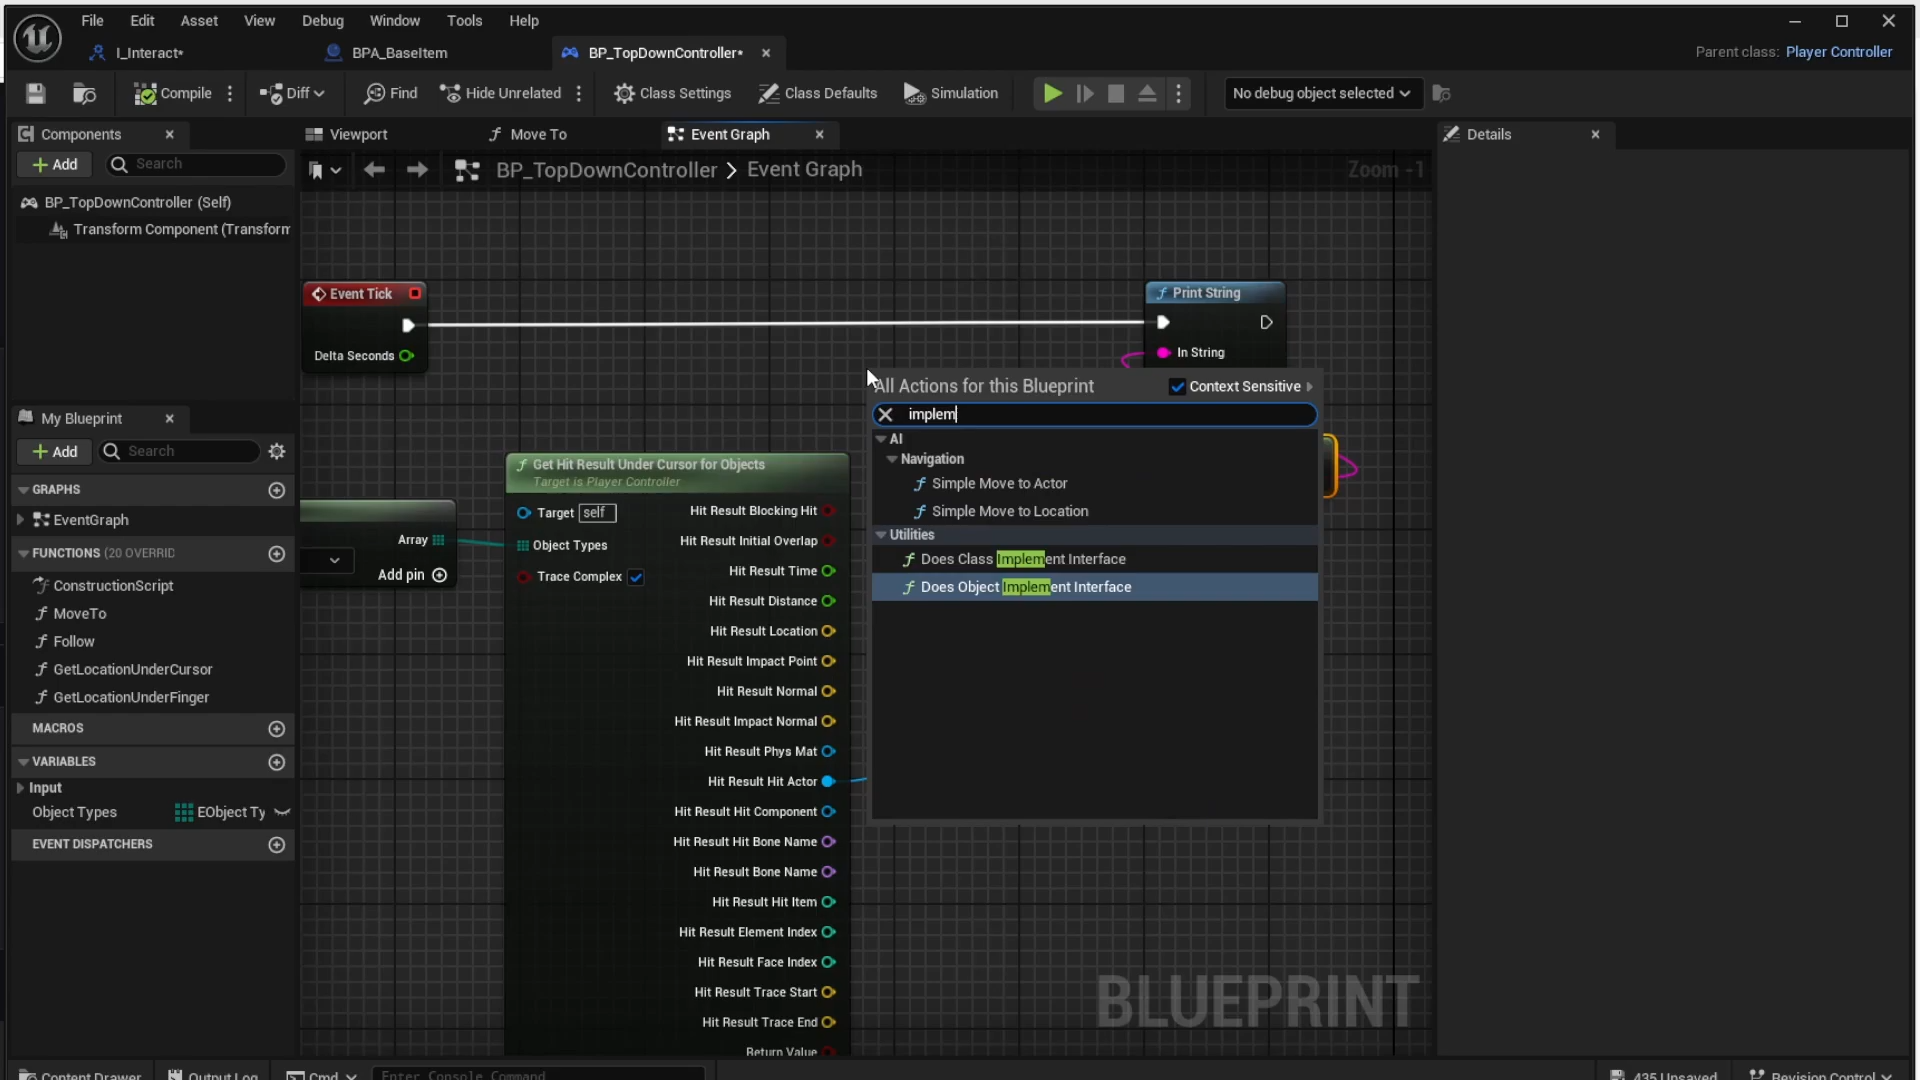 File Edit Asset View Debug Window Tools Help
I_Interact* BPA_BaseItem BP_TopDownController* Parent class: Player Controller
Compile Diff Find Hide Unrelated Class Settings Class Defaults Simulation No debug object selected
Components Viewport Move To Event Graph Details
Add Search BP_TopDownController > Event Graph Zoom -1
BP_TopDownController (Self)
Transform Component (Transform
Event Tick Print String
Delta Seconds In String
All Actions for this Blueprint Context Sensitive
implem
AI
Navigation
Simple Move to Actor
Simple Move to Location
Utilities
Does Class Implement Interface
Does Object Implement Interface
My Blueprint
Add Search
GRAPHS
EventGraph
FUNCTIONS (20 OVERRID
ConstructionScript
MoveTo
Follow
GetLocationUnderCursor
GetLocationUnderFinger
MACROS
VARIABLES
Input
Object Types EObject Ty
EVENT DISPATCHERS
Array
Add pin
Get Hit Result Under Cursor for Objects
Target is Player Controller
Target self Hit Result Blocking Hit
Object Types Hit Result Initial Overlap
Trace Complex Hit Result Time
Hit Result Distance
Hit Result Location
Hit Result Impact Point
Hit Result Normal
Hit Result Impact Normal
Hit Result Phys Mat
Hit Result Hit Actor
Hit Result Hit Component
Hit Result Hit Bone Name
Hit Result Bone Name
Hit Result Hit Item
Hit Result Element Index
Hit Result Face Index
Hit Result Trace Start
Hit Result Trace End
Return Value
BLUEPRINT
Content Drawer Output Log Cmd Enter Console Command 435 Unsaved Revision Control